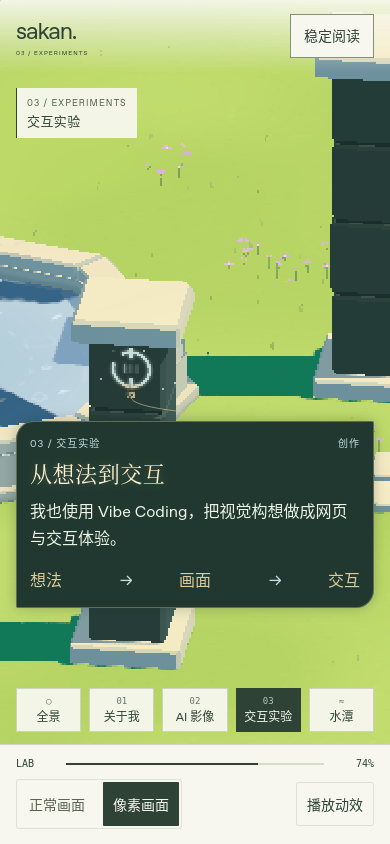 sakan.
03 / EXPERIMENTS
稳定阅读
03 / EXPERIMENTS
交互实验
03 / 交互实验
创作
从想法到交互
我也使用 Vibe Coding，把视觉构想做成网页
与交互体验。
想法 → 画面 → 交互
○
全景
01
关于我
02
AI 影像
03
交互实验
≈
水潭
LAB
74%
正常画面
像素画面
播放动效